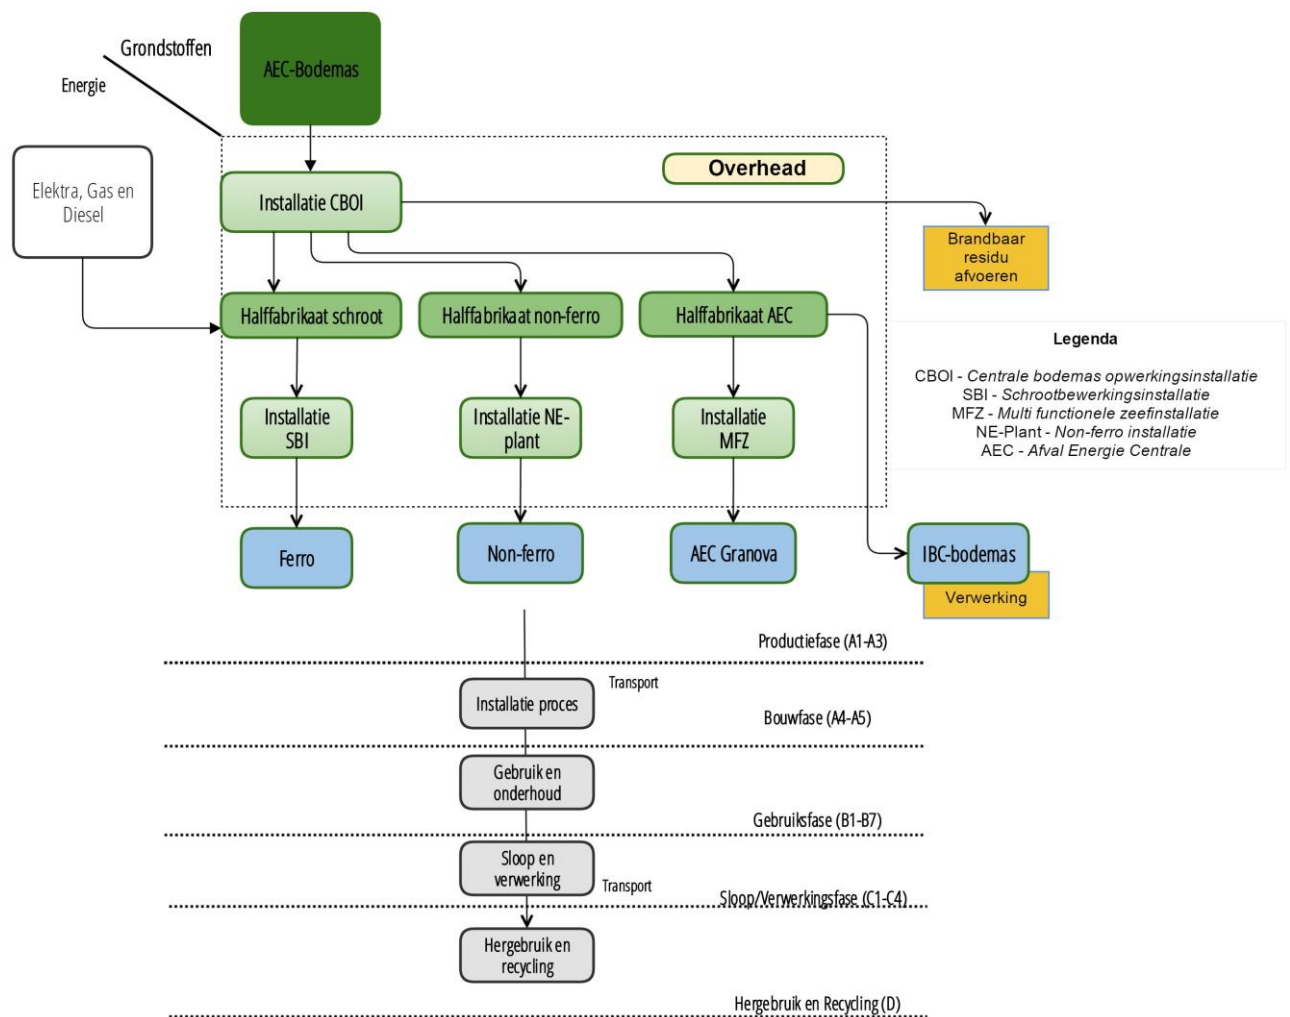 Grondstoffen
Energie
AEC-Bodemas
Elektra, Gas en
Diesel
Overhead
Installatie CBOI
Brandbaar
residu
afvoeren
Halffabrikaat schroot
Halffabrikaat non-ferro
Halffabrikaat AEC
Legenda
CBOI - Centrale bodemas opwerkingsinstallatie
SBI - Schrootbewerkingsinstallatie
MFZ - Multi functionele zeefinstallatie
NE-Plant - Non-ferro installatie
AEC - Afval Energie Centrale
Installatie
SBI
Installatie NE-
plant
Installatie
MFZ
Ferro
Non-ferro
AEC Granova
IBC-bodemas
Verwerking
Productiefase (A1-A3)
Transport
Installatie proces
Bouwfase (A4-A5)
Gebruik en
onderhoud
Gebruiksfase (B1-B7)
Sloop en
verwerking
Transport
Sloop/Verwerkingsfase (C1-C4)
Hergebruik en
recycling
Hergebruik en Recycling (D)